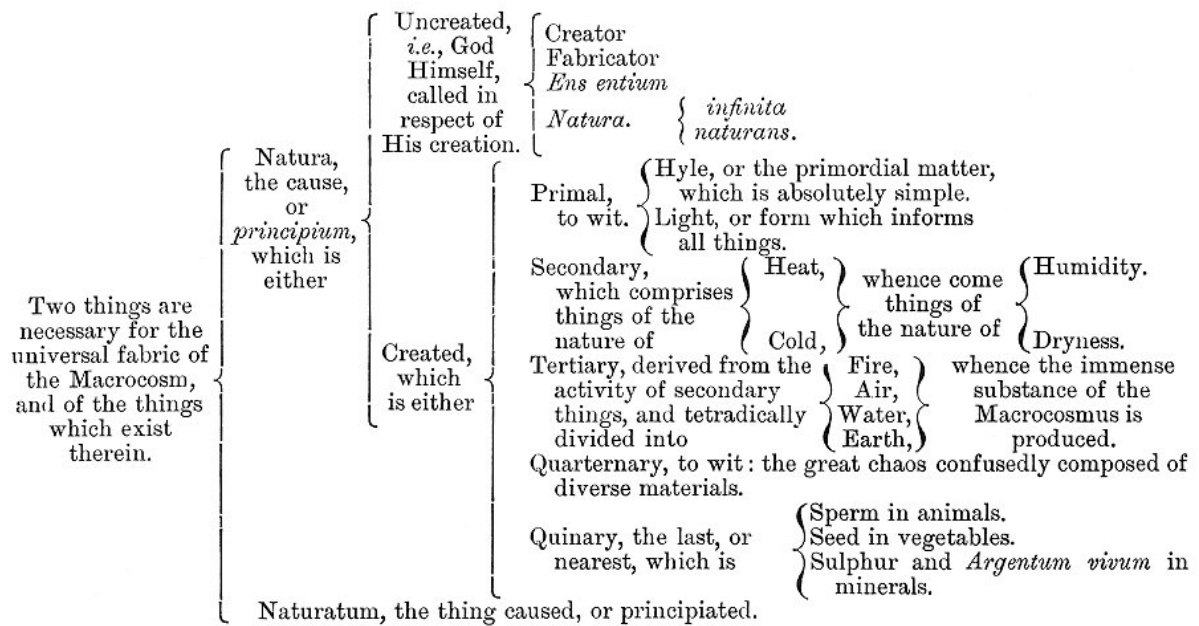 Two things are
necessary for the
universal fabric of
the Macrocosm,
and of the things
which exist
therein.
Natura,
the cause,
or
principium,
which is
either
Uncreated,
i.e., God
Himself,
called in
respect of
His creation.
Creator
Fabricator
Ens entium
Natura.
infinita
naturans.
Created,
which
is either
Primal,
to wit.
Hyle, or the primordial matter,
which is absolutely simple.
Light, or form which informs
all things.
Secondary,
which comprises
things of the
nature of
Heat,
Cold,
whence come
things of
the nature of
Humidity.
Dryness.
Tertiary, derived from the
activity of secondary
things, and tetradically
divided into
Fire,
Air,
Water,
Earth,
whence the immense
substance of the
Macrocosmus is
produced.
Quarternary, to wit: the great chaos confusedly composed of
diverse materials.
Quinary, the last, or
nearest, which is
Sperm in animals.
Seed in vegetables.
Sulphur and Argentum vivum in
minerals.
Naturatum, the thing caused, or principiated.